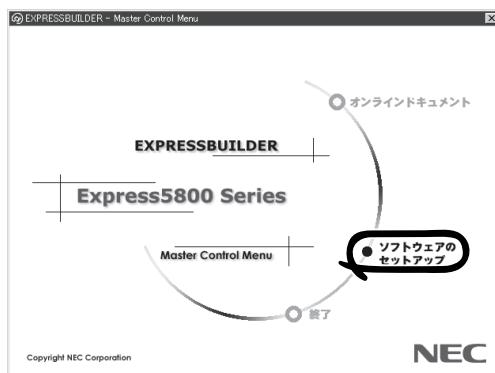 EXPRESSBUILDER - Master Control Menu
オンラインドキュメント
EXPRESSBUILDER
Express5800 Series
ソフトウェアの
セットアップ
Master Control Menu
終了
Copyright NEC Corporation
NEC